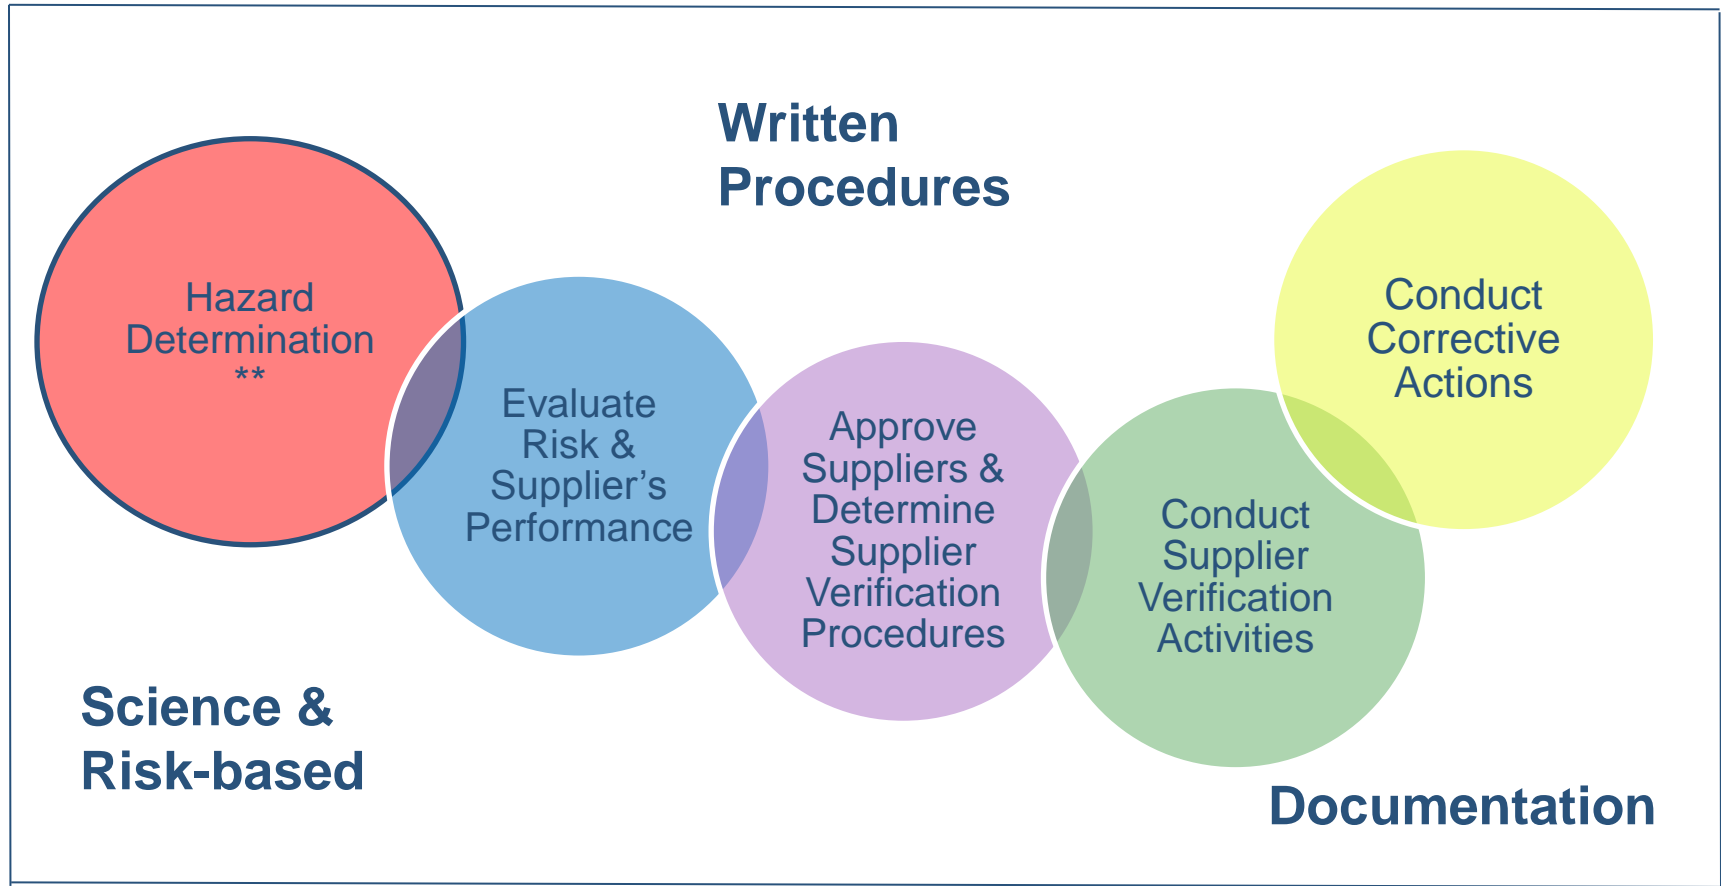 Written
Procedures
Hazard
Determination
**
Evaluate
Risk &
Supplier’s
Performance
Approve
Suppliers &
Determine
Supplier
Verification
Procedures
Conduct
Supplier
Verification
Activities
Conduct
Corrective
Actions
Science &
Risk-based
Documentation